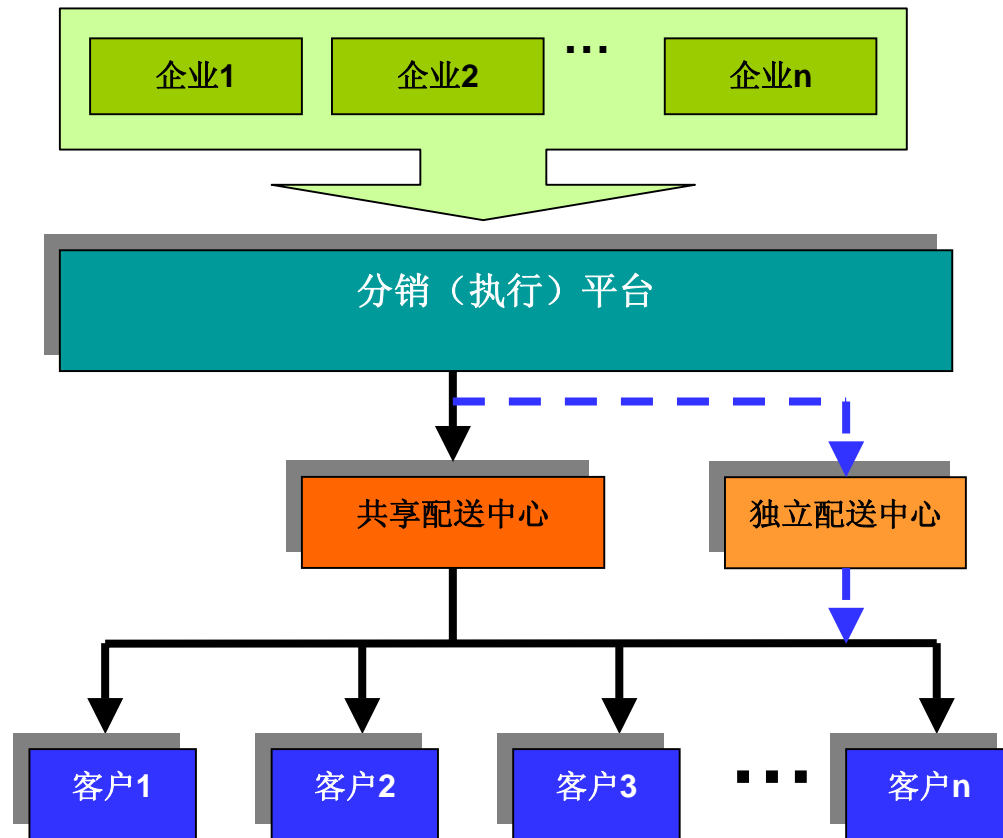 企业1
企业2
…
企业n
分销（执行）平台
共享配送中心
独立配送中心
客户1
客户2
客户3
…
客户n